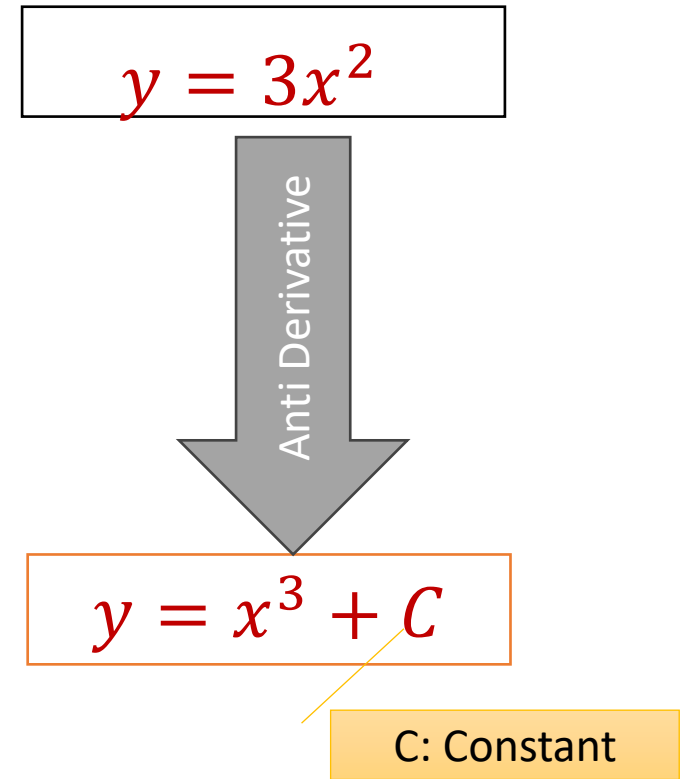 y = 3x²
Anti Derivative
y = x³ + C
C: Constant